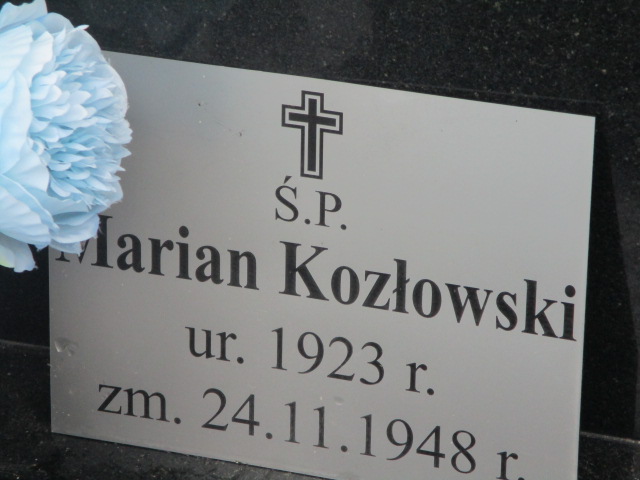 Ś.P.
Marian Kozłowski
ur. 1923 r.
zm. 24.11.1948 r.